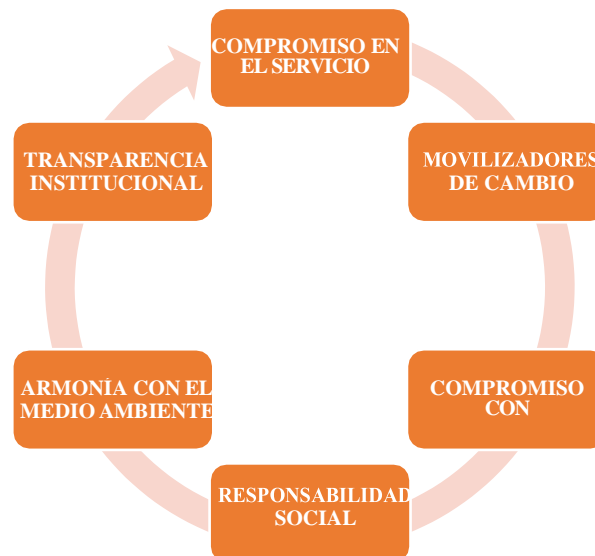 COMPROMISO EN
EL SERVICIO
MOVILIZADORES
DE CAMBIO
COMPROMISO
CON
RESPONSABILIDAD
SOCIAL
ARMONÍA CON EL
MEDIO AMBIENTE
TRANSPARENCIA
INSTITUCIONAL